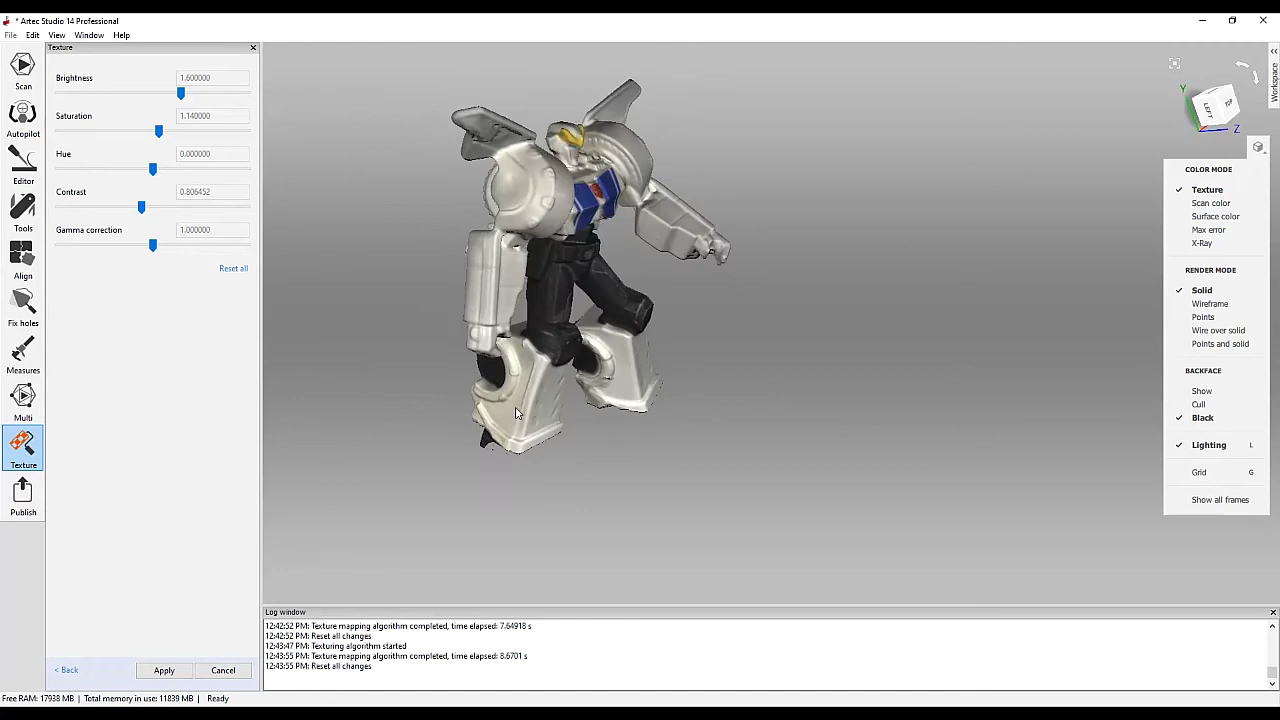 * Artec Studio 14 Professional
File Edit View Window Help
Texture
Scan
Autopilot
Editor
Tools
Align
Fix holes
Measures
Multi
Texture
Publish
Brightness 1.600000
Saturation 1.140000
Hue 0.000000
Contrast 0.806452
Gamma correction 1.000000
Reset all
< Back Apply Cancel
Y
Z
LEFT
TOP
Workspace
COLOR MODE
✓ Texture
Scan color
Surface color
Max error
X-Ray
RENDER MODE
✓ Solid
Wireframe
Points
Wire over solid
Points and solid
BACKFACE
Show
Cull
✓ Black
✓ Lighting L
Grid G
Show all frames
Log window
12:42:52 PM: Texture mapping algorithm completed, time elapsed: 7.64918 s
12:42:52 PM: Reset all changes
12:43:47 PM: Texturing algorithm started
12:43:55 PM: Texture mapping algorithm completed, time elapsed: 8.6701 s
12:43:55 PM: Reset all changes
Free RAM: 17938 MB | Total memory in use: 11839 MB | Ready